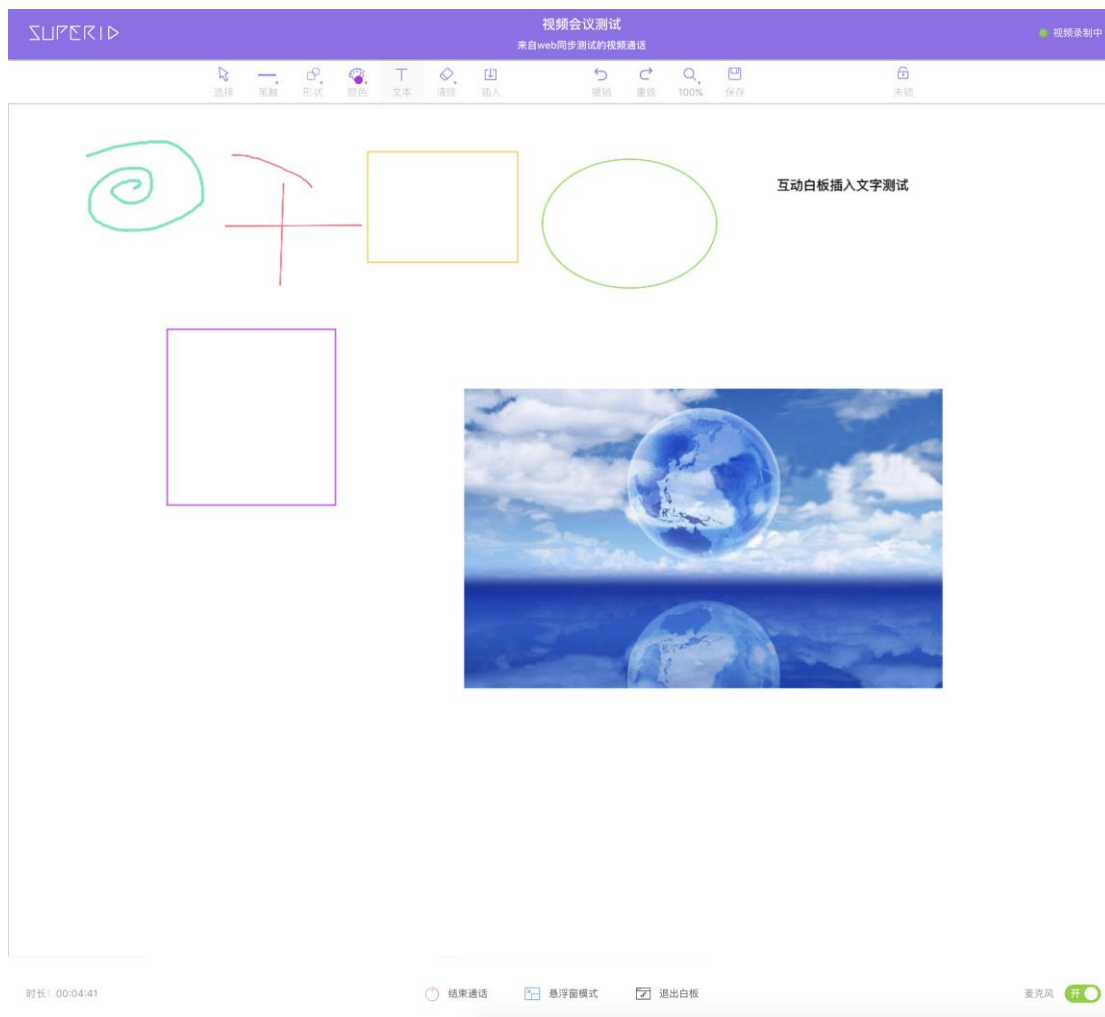 SUPERID
视频会议测试
来自web同步测试的视频通话
视频录制中
选择 笔触 形状 颜色 文本 清除 插入 撤销 重做 100% 保存 未锁
互动白板插入文字测试
时长: 00:04:41 结束通话 悬浮窗模式 退出白板 麦克风 开